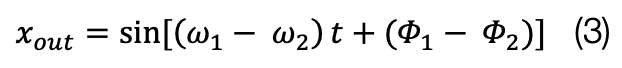 x_out = sin[(ω₁ − ω₂) t + (Φ₁ − Φ₂)] (3)